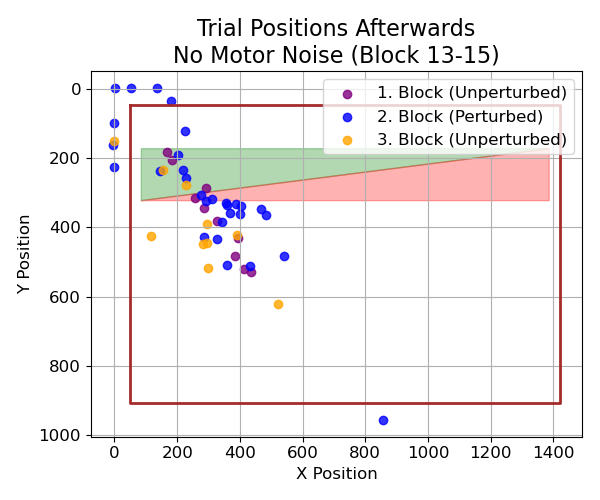 Trial Positions Afterwards
No Motor Noise (Block 13-15)
1. Block (Unperturbed)
2. Block (Perturbed)
3. Block (Unperturbed)
Y Position
0
200
400
600
800
1000
0
200
400
600
800
1000
1200
1400
X Position